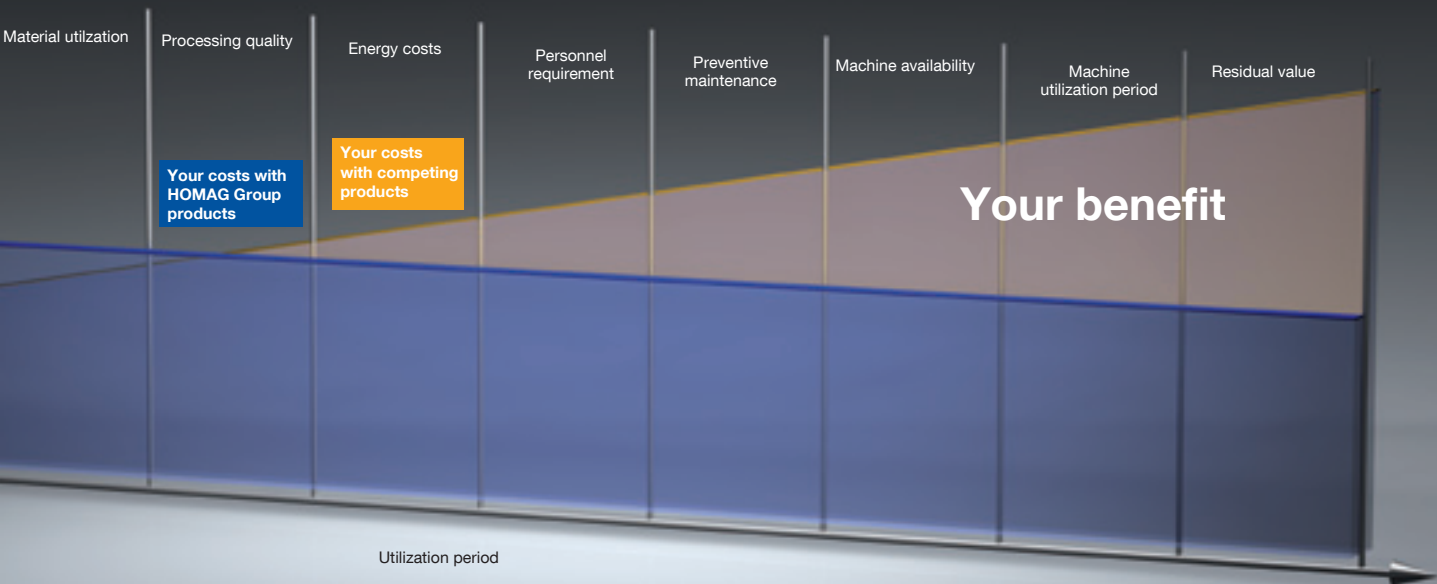 Material utilzation
Processing quality
Energy costs
Personnel
requirement
Preventive
maintenance
Machine availability
Machine
utilization period
Residual value
Your costs with
HOMAG Group
products
Your costs
with competing
products
Your benefit
Utilization period